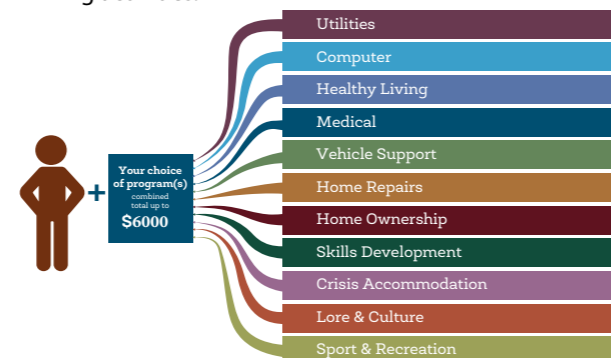 Utilities
Computer
Healthy Living
Medical
Vehicle Support
Home Repairs
Home Ownership
Skills Development
Crisis Accommodation
Lore & Culture
Sport & Recreation
+
Your choice
of program(s)
combined
total up to
$6000